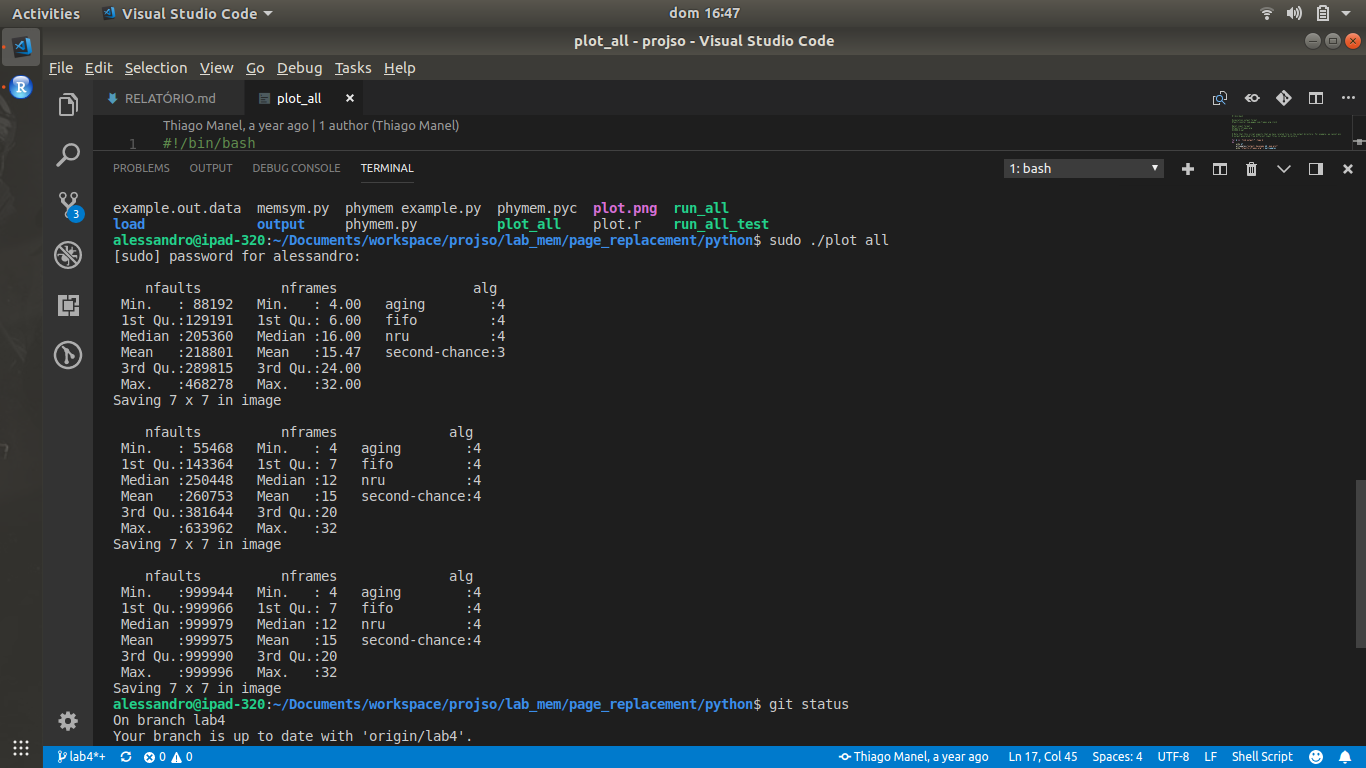 Activities Visual Studio Code dom 16:47
plot_all - projso - Visual Studio Code
File Edit Selection View Go Debug Tasks Help
RELATÓRIO.md plot_all
Thiago Manel, a year ago | 1 author (Thiago Manel)
1 #!/bin/bash
PROBLEMS OUTPUT DEBUG CONSOLE TERMINAL 1: bash
example.out.data memsym.py phymem example.py phymem.pyc plot.png run_all
load output phymem.py plot_all plot.r run_all_test
alessandro@ipad-320:~/Documents/workspace/projso/lab_mem/page_replacement/python$ sudo ./plot all
[sudo] password for alessandro:
nfaults nframes alg
Min. : 88192 Min. : 4.00 aging :4
1st Qu.:129191 1st Qu.: 6.00 fifo :4
Median :205360 Median :16.00 nru :4
Mean :218801 Mean :15.47 second-chance:3
3rd Qu.:289815 3rd Qu.:24.00
Max. :468278 Max. :32.00
Saving 7 x 7 in image
nfaults nframes alg
Min. : 55468 Min. : 4 aging :4
1st Qu.:143364 1st Qu.: 7 fifo :4
Median :250448 Median :12 nru :4
Mean :260753 Mean :15 second-chance:4
3rd Qu.:381644 3rd Qu.:20
Max. :633962 Max. :32
Saving 7 x 7 in image
nfaults nframes alg
Min. :999944 Min. : 4 aging :4
1st Qu.:999966 1st Qu.: 7 fifo :4
Median :999979 Median :12 nru :4
Mean :999975 Mean :15 second-chance:4
3rd Qu.:999990 3rd Qu.:20
Max. :999996 Max. :32
Saving 7 x 7 in image
alessandro@ipad-320:~/Documents/workspace/projso/lab_mem/page_replacement/python$ git status
On branch lab4
Your branch is up to date with 'origin/lab4'.
3
R
lab4*+ 0 0 Thiago Manel, a year ago Ln 17, Col 45 Spaces: 4 UTF-8 LF Shell Script